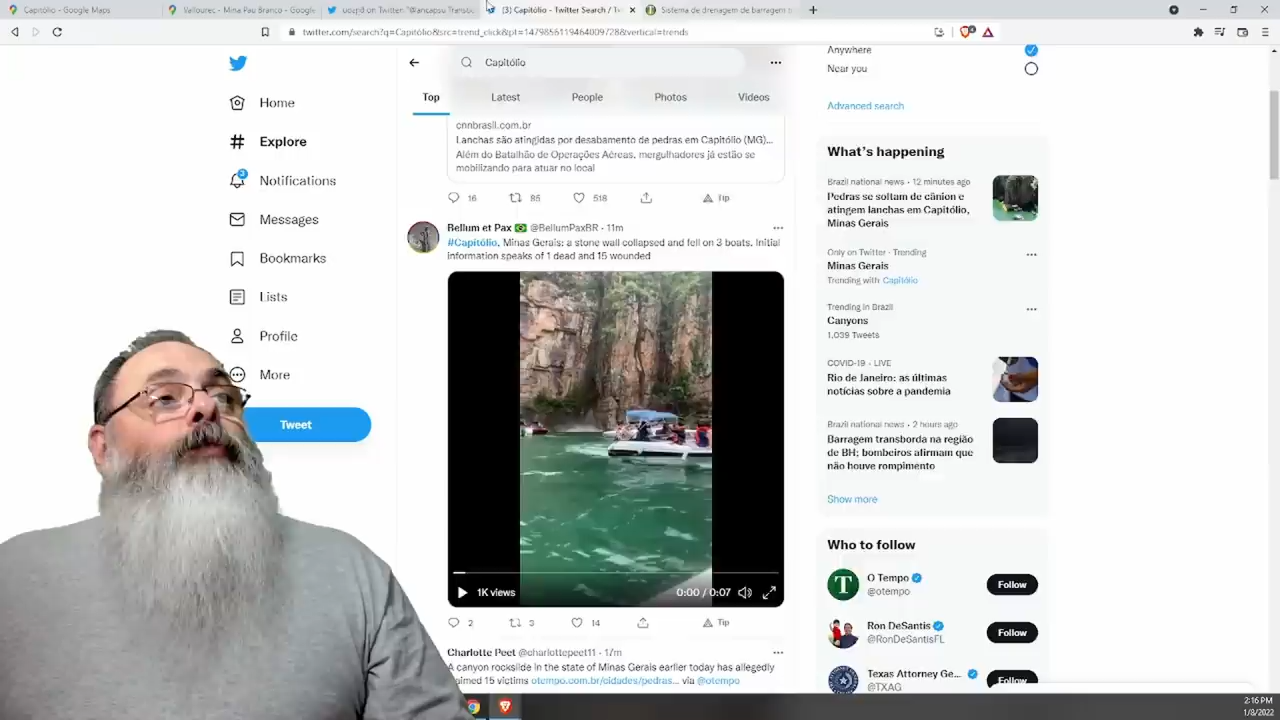 Capitólio - Google Maps
Vallourec - Mina Pau Branco - Google
on Twitter: "@ancapsu
(3) Capitólio - Twitter Search / Tw
Sistema de drenagem de barragem
twitter.com/search?q=Capitólio&src=trend_click&pt=1479856119464009728&vertical=trends
Capitólio
Top
Latest
People
Photos
Videos
Home
Explore
Notifications
Messages
Bookmarks
Lists
Profile
More
Tweet
cnnbrasil.com.br
Lanchas são atingidas por desabamento de pedras em Capitólio (MG)...
Além do Batalhão de Operações Aéreas, mergulhadores já estão se
mobilizando para atuar no local
16
85
518
Tip
Bellum et Pax @BellumPaxBR · 11m
#Capitólio, Minas Gerais: a stone wall collapsed and fell on 3 boats. Initial
information speaks of 1 dead and 15 wounded
1K views
0:00 / 0:07
2
3
14
Tip
Charlotte Peet @charlottepeet11 · 17m
A canyon rockslide in the state of Minas Gerais earlier today has allegedly
claimed 15 victims otempo.com.br/cidades/pedras... via @otempo
Anywhere
Near you
Advanced search
What's happening
Brazil national news · 12 minutes ago
Pedras se soltam de cânion e
atingem lanchas em Capitólio,
Minas Gerais
Only on Twitter · Trending
Minas Gerais
Trending with Capitólio
Trending in Brazil
Canyons
1,039 Tweets
COVID-19 · LIVE
Rio de Janeiro: as últimas
notícias sobre a pandemia
Brazil national news · 2 hours ago
Barragem transborda na região
de BH; bombeiros afirmam que
não houve rompimento
Show more
Who to follow
T
O Tempo
@otempo
Follow
Ron DeSantis
@RonDeSantisFL
Follow
Texas Attorney Ge...
@TXAG
Follow
2:16 PM
1/8/2022